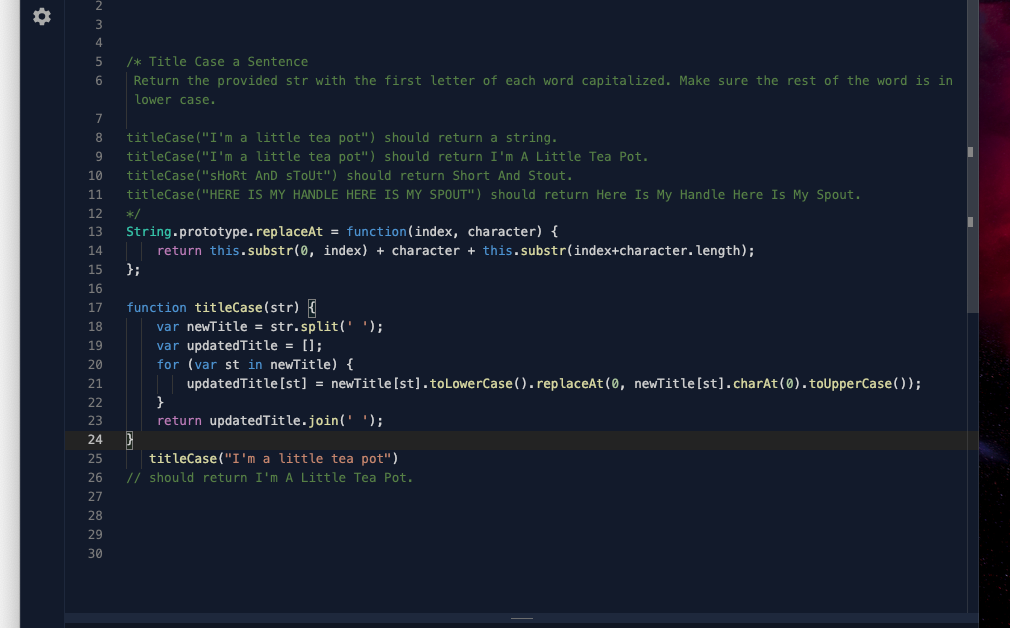 2
3
4
5 /* Title Case a Sentence
6 Return the provided str with the first letter of each word capitalized. Make sure the rest of the word is in
lower case.
7
8 titleCase("I'm a little tea pot") should return a string.
9 titleCase("I'm a little tea pot") should return I'm A Little Tea Pot.
10 titleCase("sHoRt AnD sToUt") should return Short And Stout.
11 titleCase("HERE IS MY HANDLE HERE IS MY SPOUT") should return Here Is My Handle Here Is My Spout.
12 */
13 String.prototype.replaceAt = function(index, character) {
14 return this.substr(0, index) + character + this.substr(index+character.length);
15 };
16
17 function titleCase(str) {
18 var newTitle = str.split(' ');
19 var updatedTitle = [];
20 for (var st in newTitle) {
21 updatedTitle[st] = newTitle[st].toLowerCase().replaceAt(0, newTitle[st].charAt(0).toUpperCase());
22 }
23 return updatedTitle.join(' ');
24 }
25 titleCase("I'm a little tea pot")
26 // should return I'm A Little Tea Pot.
27
28
29
30